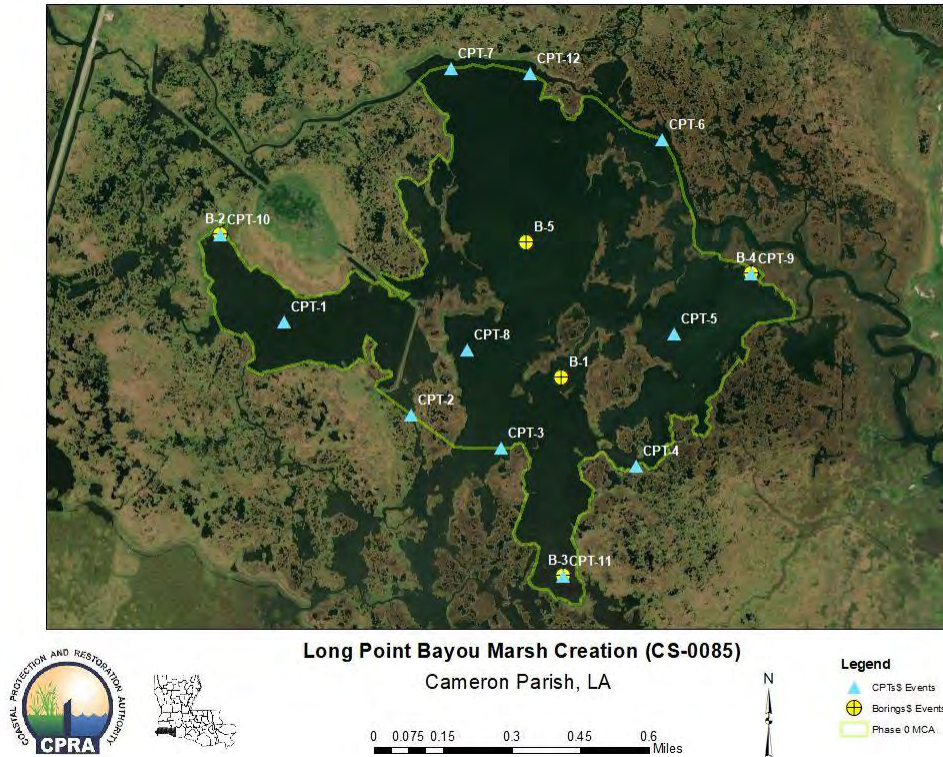 CPT-7
CPT-12
CPT-6
B-2 CPT-10
B-5
B-4 CPT-9
CPT-1
CPT-5
CPT-8
B-1
CPT-2
CPT-3
CPT-4
B-3 CPT-11
COASTAL PROTECTION AND RESTORATION AUTHORITY
CPRA
Long Point Bayou Marsh Creation (CS-0085)
Cameron Parish, LA
0 0.075 0.15 0.3 0.45 0.6
Miles
N
Legend
CPTs$ Events
Borings$ Events
Phase 0 MCA